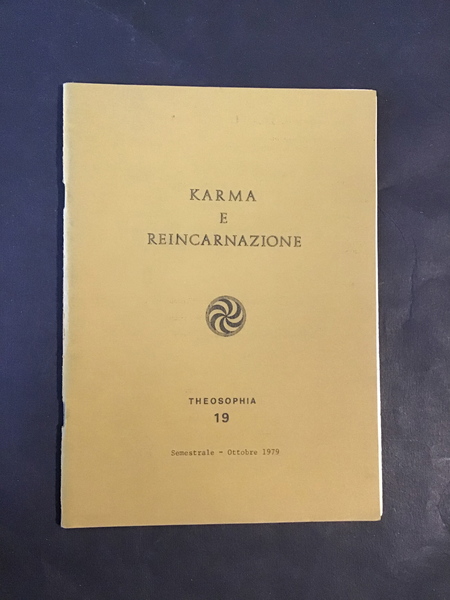 KARMA
E
REINCARNAZIONE
THEOSOPHIA
19
Semestrale - Ottobre 1979